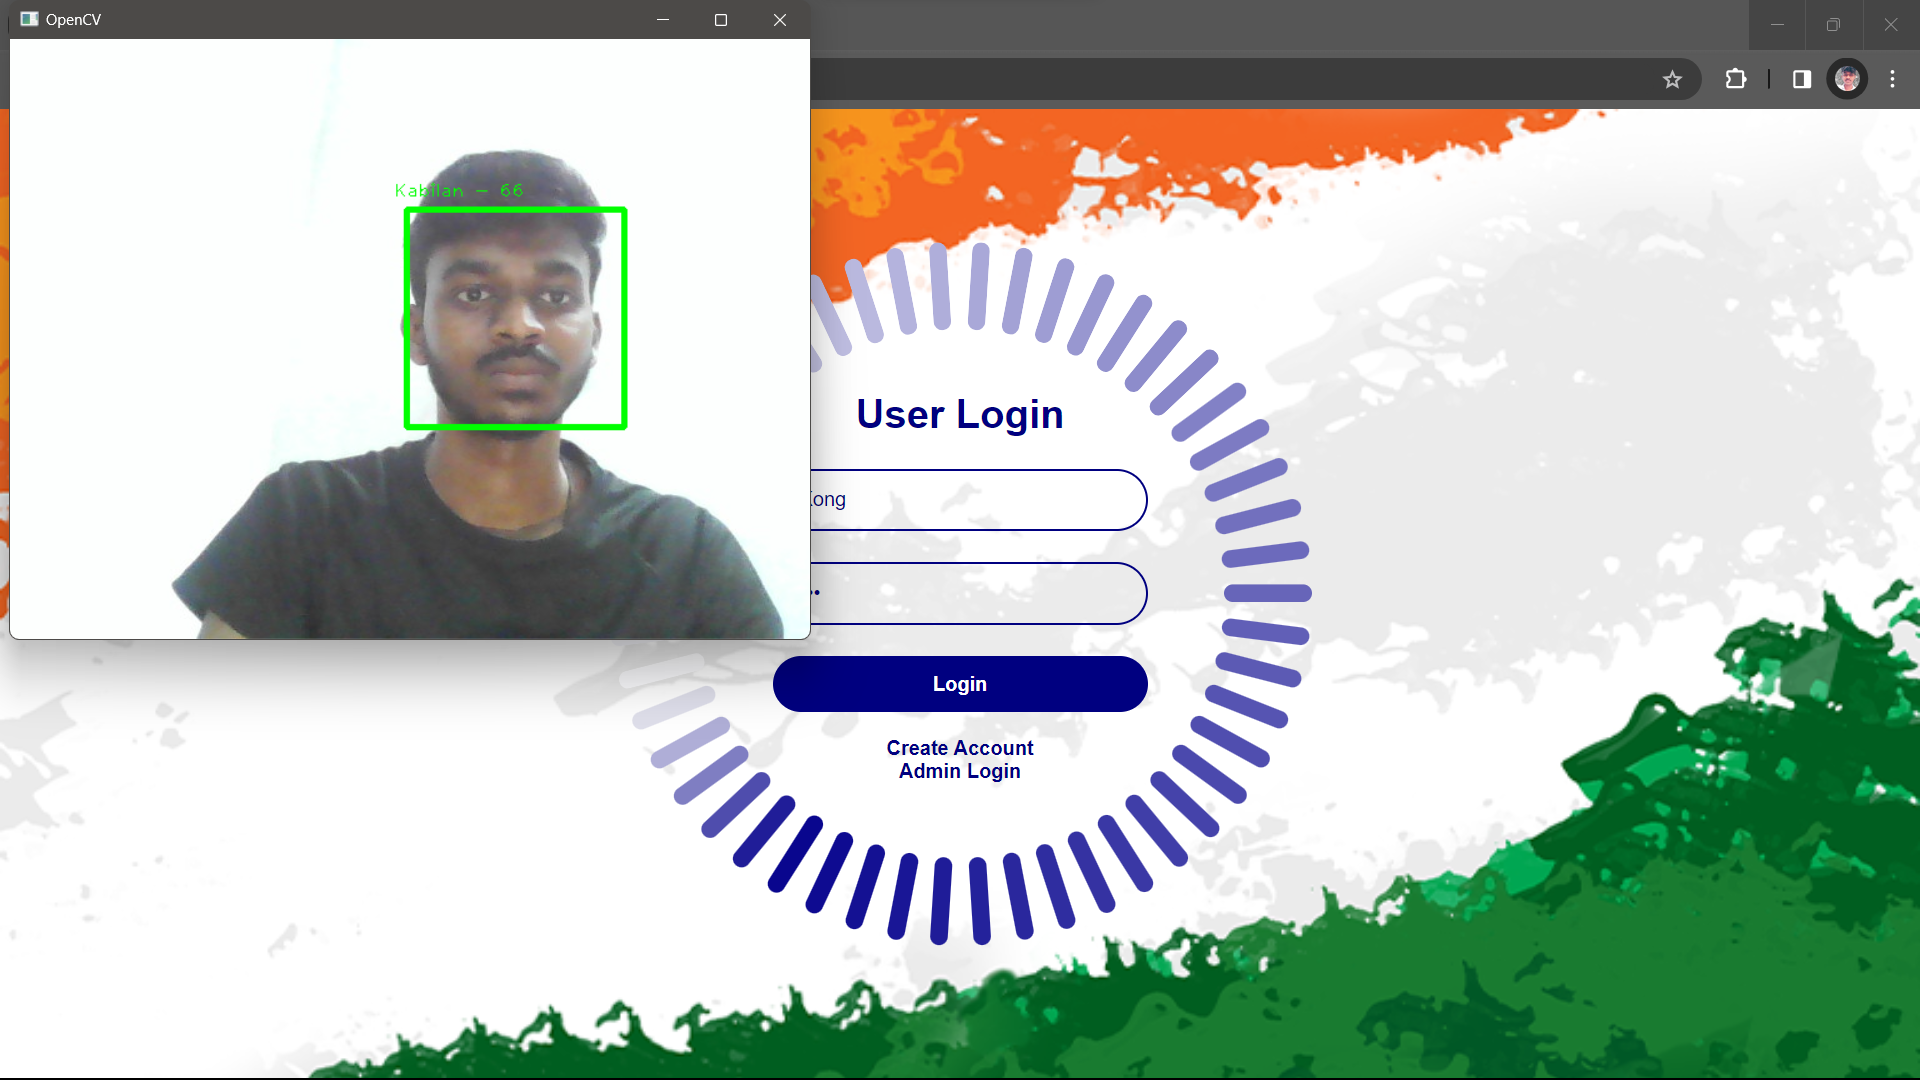 OpenCV
Kabilan - 66
User Login
ong
••
Login
Create Account
Admin Login